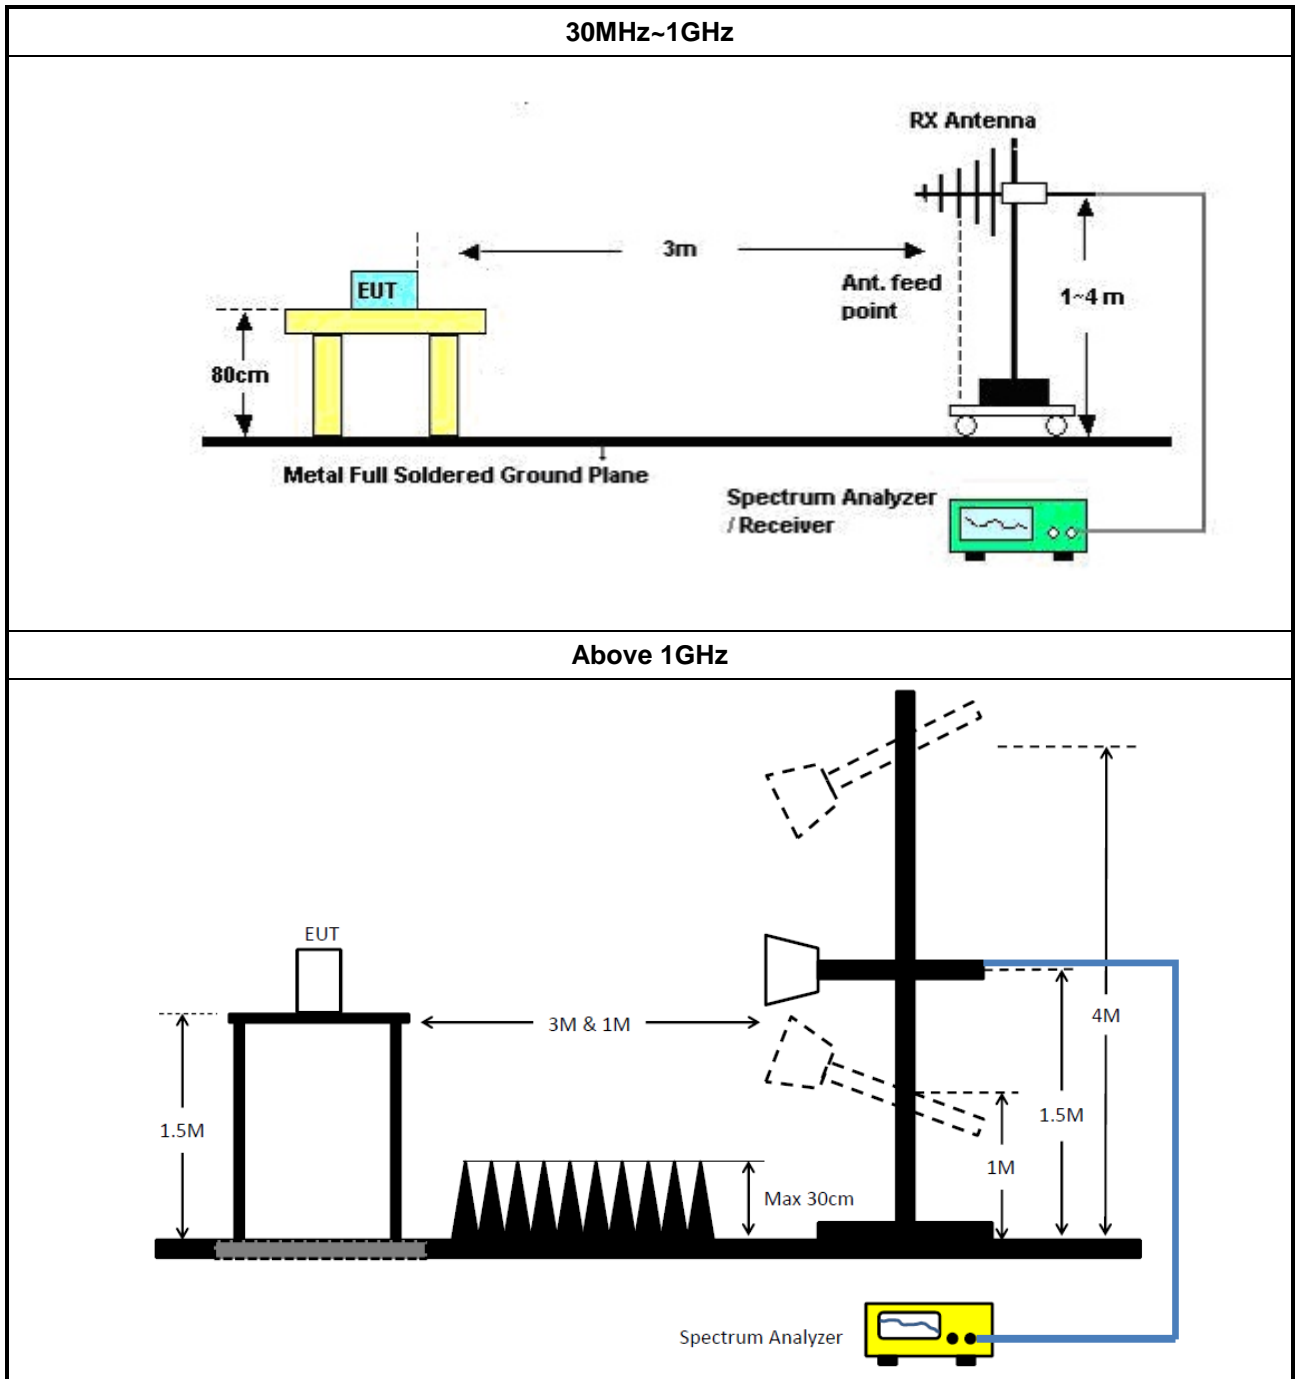 30MHz~1GHz
RX Antenna
3m
EUT
Ant. feed
point
1~4 m
80cm
Metal Full Soldered Ground Plane
Spectrum Analyzer
/ Receiver
Above 1GHz
EUT
3M & 1M
4M
1.5M
1.5M
1M
Max 30cm
Spectrum Analyzer